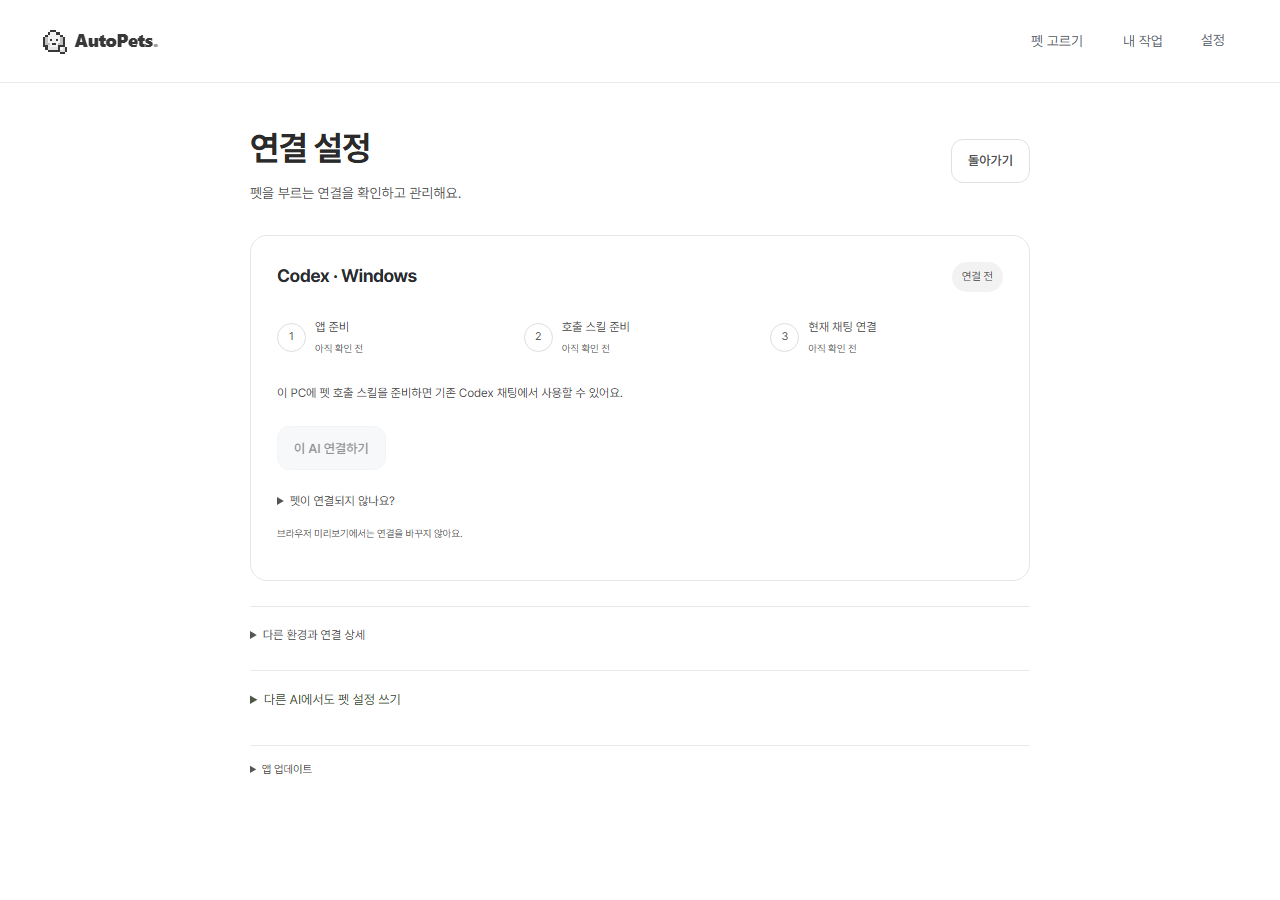 AutoPets.
펫 고르기
내 작업
설정
연결 설정
돌아가기
펫을 부르는 연결을 확인하고 관리해요.
Codex · Windows
연결 전
1
앱 준비
아직 확인 전
2
호출 스킬 준비
아직 확인 전
3
현재 채팅 연결
아직 확인 전
이 PC에 펫 호출 스킬을 준비하면 기존 Codex 채팅에서 사용할 수 있어요.
이 AI 연결하기
▶ 펫이 연결되지 않나요?
브라우저 미리보기에서는 연결을 바꾸지 않아요.
▶ 다른 환경과 연결 상세
▶ 다른 AI에서도 펫 설정 쓰기
▶ 앱 업데이트